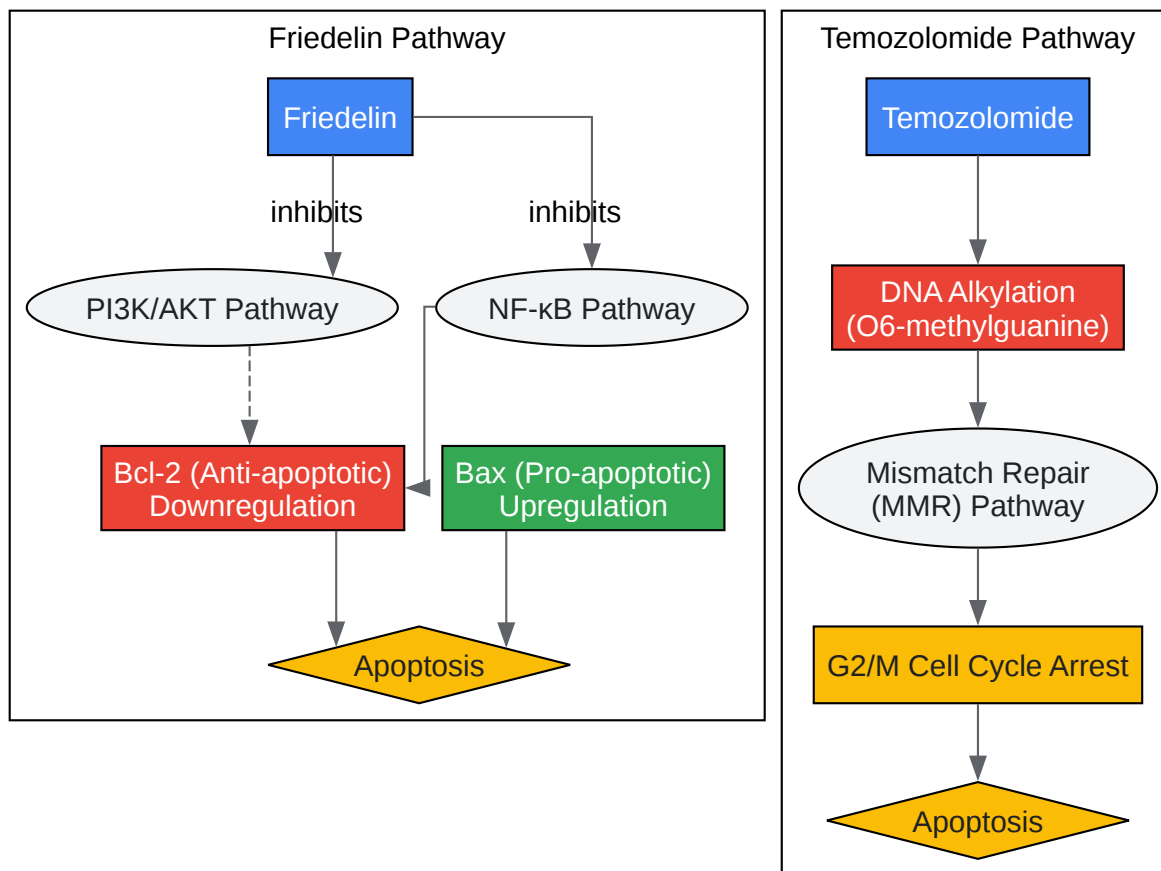 Friedelin Pathway
Friedelin
inhibits
inhibits
PI3K/AKT Pathway
NF-κB Pathway
Bcl-2 (Anti-apoptotic)
Downregulation
Bax (Pro-apoptotic)
Upregulation
Apoptosis
Temozolomide Pathway
Temozolomide
DNA Alkylation
(O6-methylguanine)
Mismatch Repair
(MMR) Pathway
G2/M Cell Cycle Arrest
Apoptosis